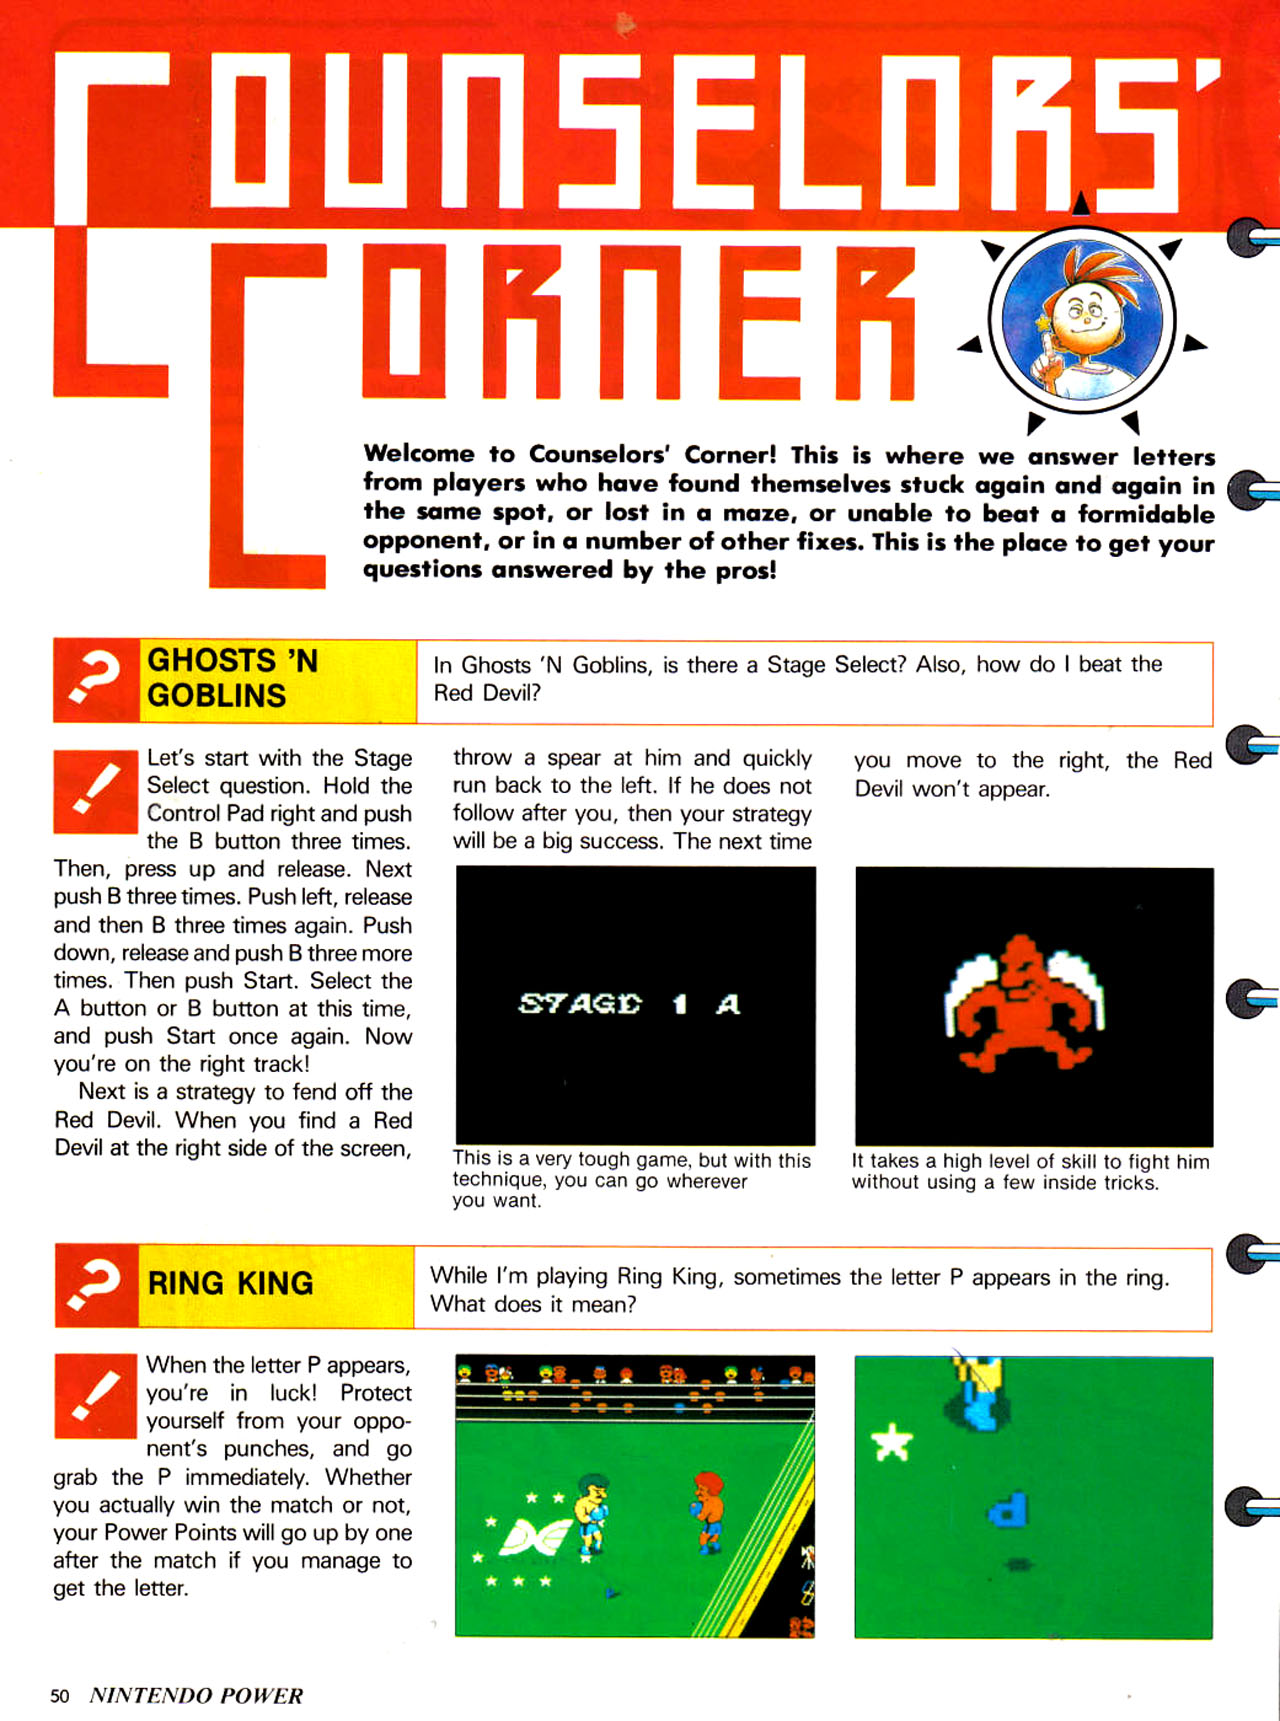 COUNSELORS'
CORNER
Welcome to Counselors' Corner! This is where we answer letters
from players who have found themselves stuck again and again in
the same spot, or lost in a maze, or unable to beat a formidable
opponent, or in a number of other fixes. This is the place to get your
questions answered by the pros!
?
GHOSTS 'N
GOBLINS
In Ghosts 'N Goblins, is there a Stage Select? Also, how do I beat the
Red Devil?
!
Let's start with the Stage
Select question. Hold the
Control Pad right and push
the B button three times.
Then, press up and release. Next
push B three times. Push left, release
and then B three times again. Push
down, release and push B three more
times. Then push Start. Select the
A button or B button at this time,
and push Start once again. Now
you're on the right track!
Next is a strategy to fend off the
Red Devil. When you find a Red
Devil at the right side of the screen,
throw a spear at him and quickly
run back to the left. If he does not
follow after you, then your strategy
will be a big success. The next time
you move to the right, the Red
Devil won't appear.
STAGE 1 A
This is a very tough game, but with this
technique, you can go wherever
you want.
It takes a high level of skill to fight him
without using a few inside tricks.
?
RING KING
While I'm playing Ring King, sometimes the letter P appears in the ring.
What does it mean?
!
When the letter P appears,
you're in luck! Protect
yourself from your oppo-
nent's punches, and go
grab the P immediately. Whether
you actually win the match or not,
your Power Points will go up by one
after the match if you manage to
get the letter.
P
50 NINTENDO POWER